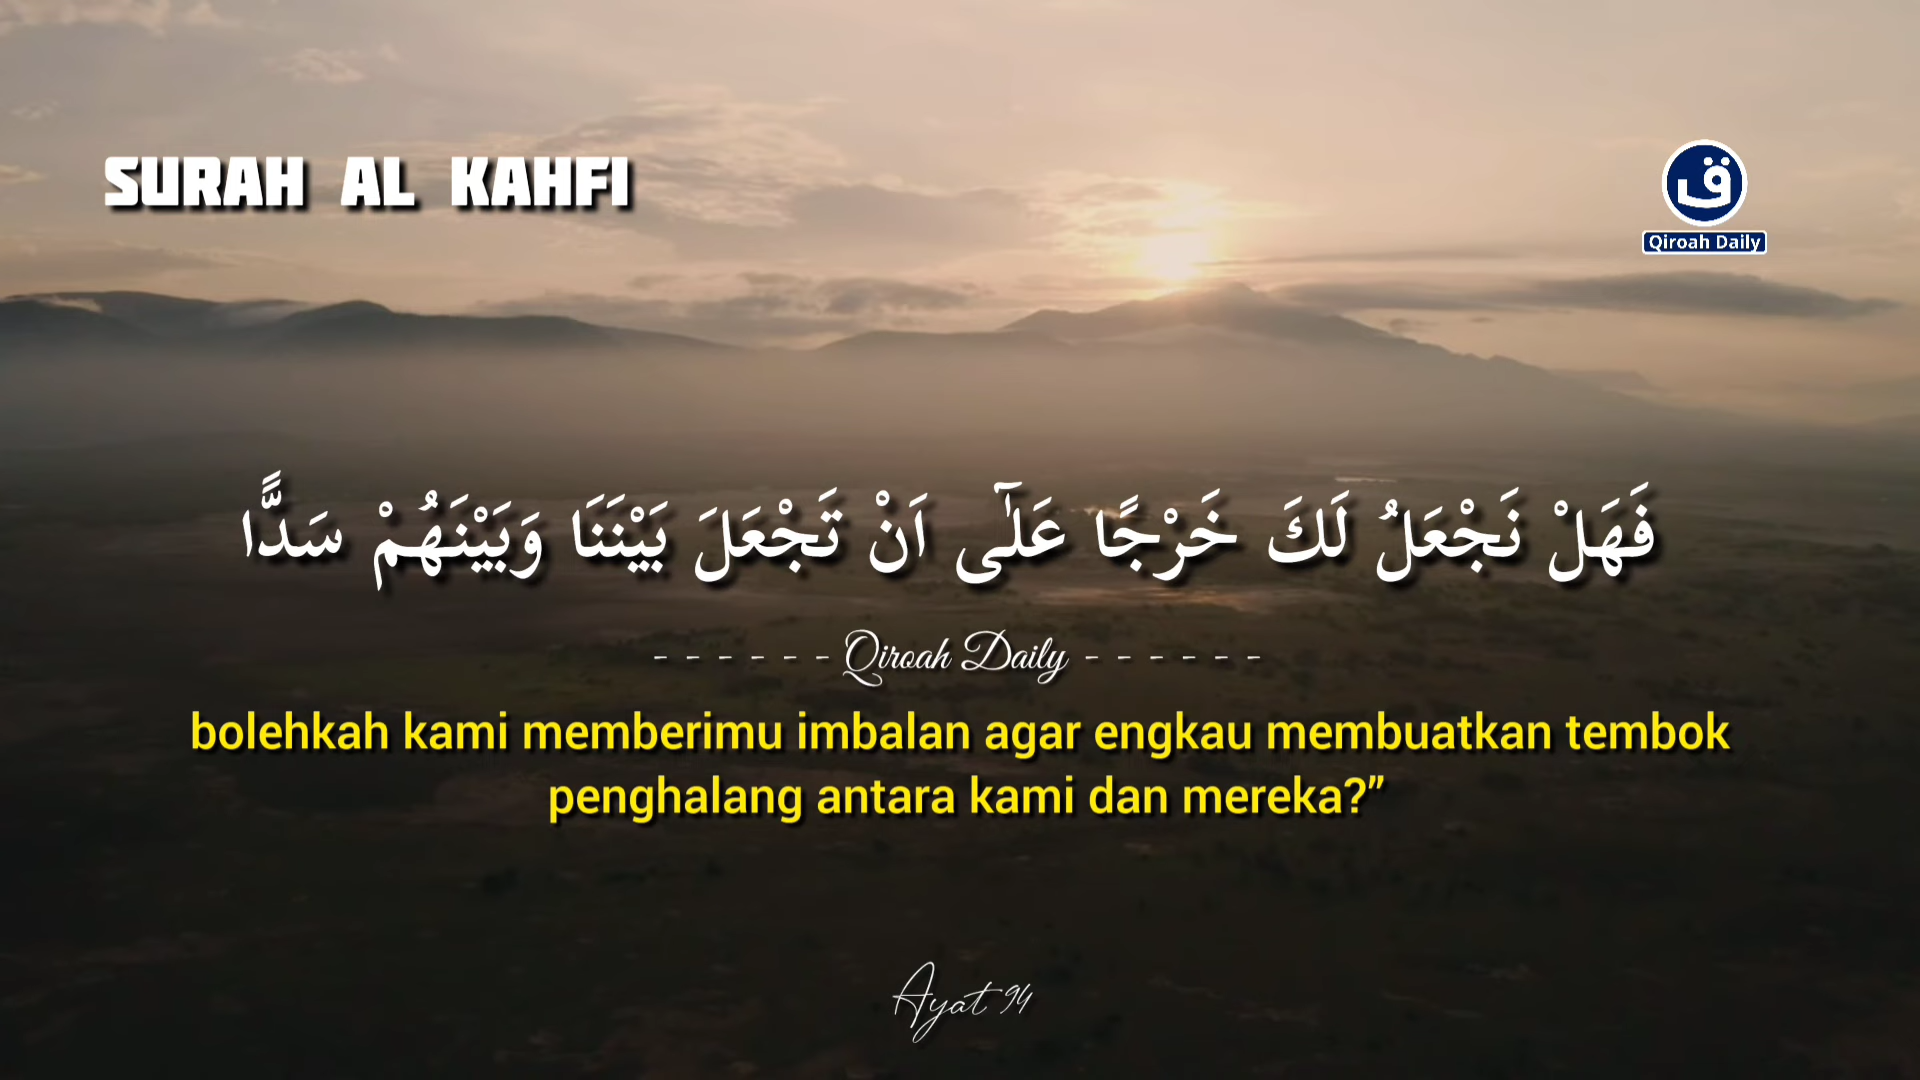 SURAH AL KAHFI
ق
Qiroah Daily
فَهَلْ نَجْعَلُ لَكَ خَرْجًا عَلٰٓى اَنْ تَجْعَلَ بَيْنَنَا وَبَيْنَهُمْ سَدًّا
- - - - - - Qiroah Daily - - - - - -
bolehkah kami memberimu imbalan agar engkau membuatkan tembok
penghalang antara kami dan mereka?”
Ayat 94